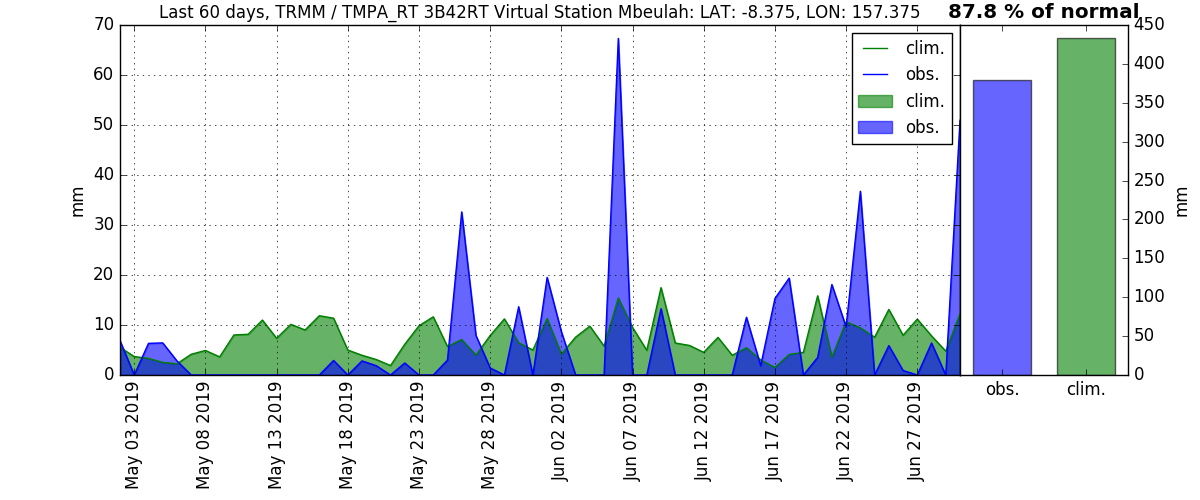 Last 60 days, TRMM / TMPA_RT 3B42RT Virtual Station Mbeulah: LAT: -8.375, LON: 157.375
87.8 % of normal
70
60
50
40
30
20
10
0
mm
clim.
obs.
clim.
obs.
450
400
350
300
250
200
150
100
50
0
mm
May 03 2019
May 08 2019
May 13 2019
May 18 2019
May 23 2019
May 28 2019
Jun 02 2019
Jun 07 2019
Jun 12 2019
Jun 17 2019
Jun 22 2019
Jun 27 2019
obs.
clim.